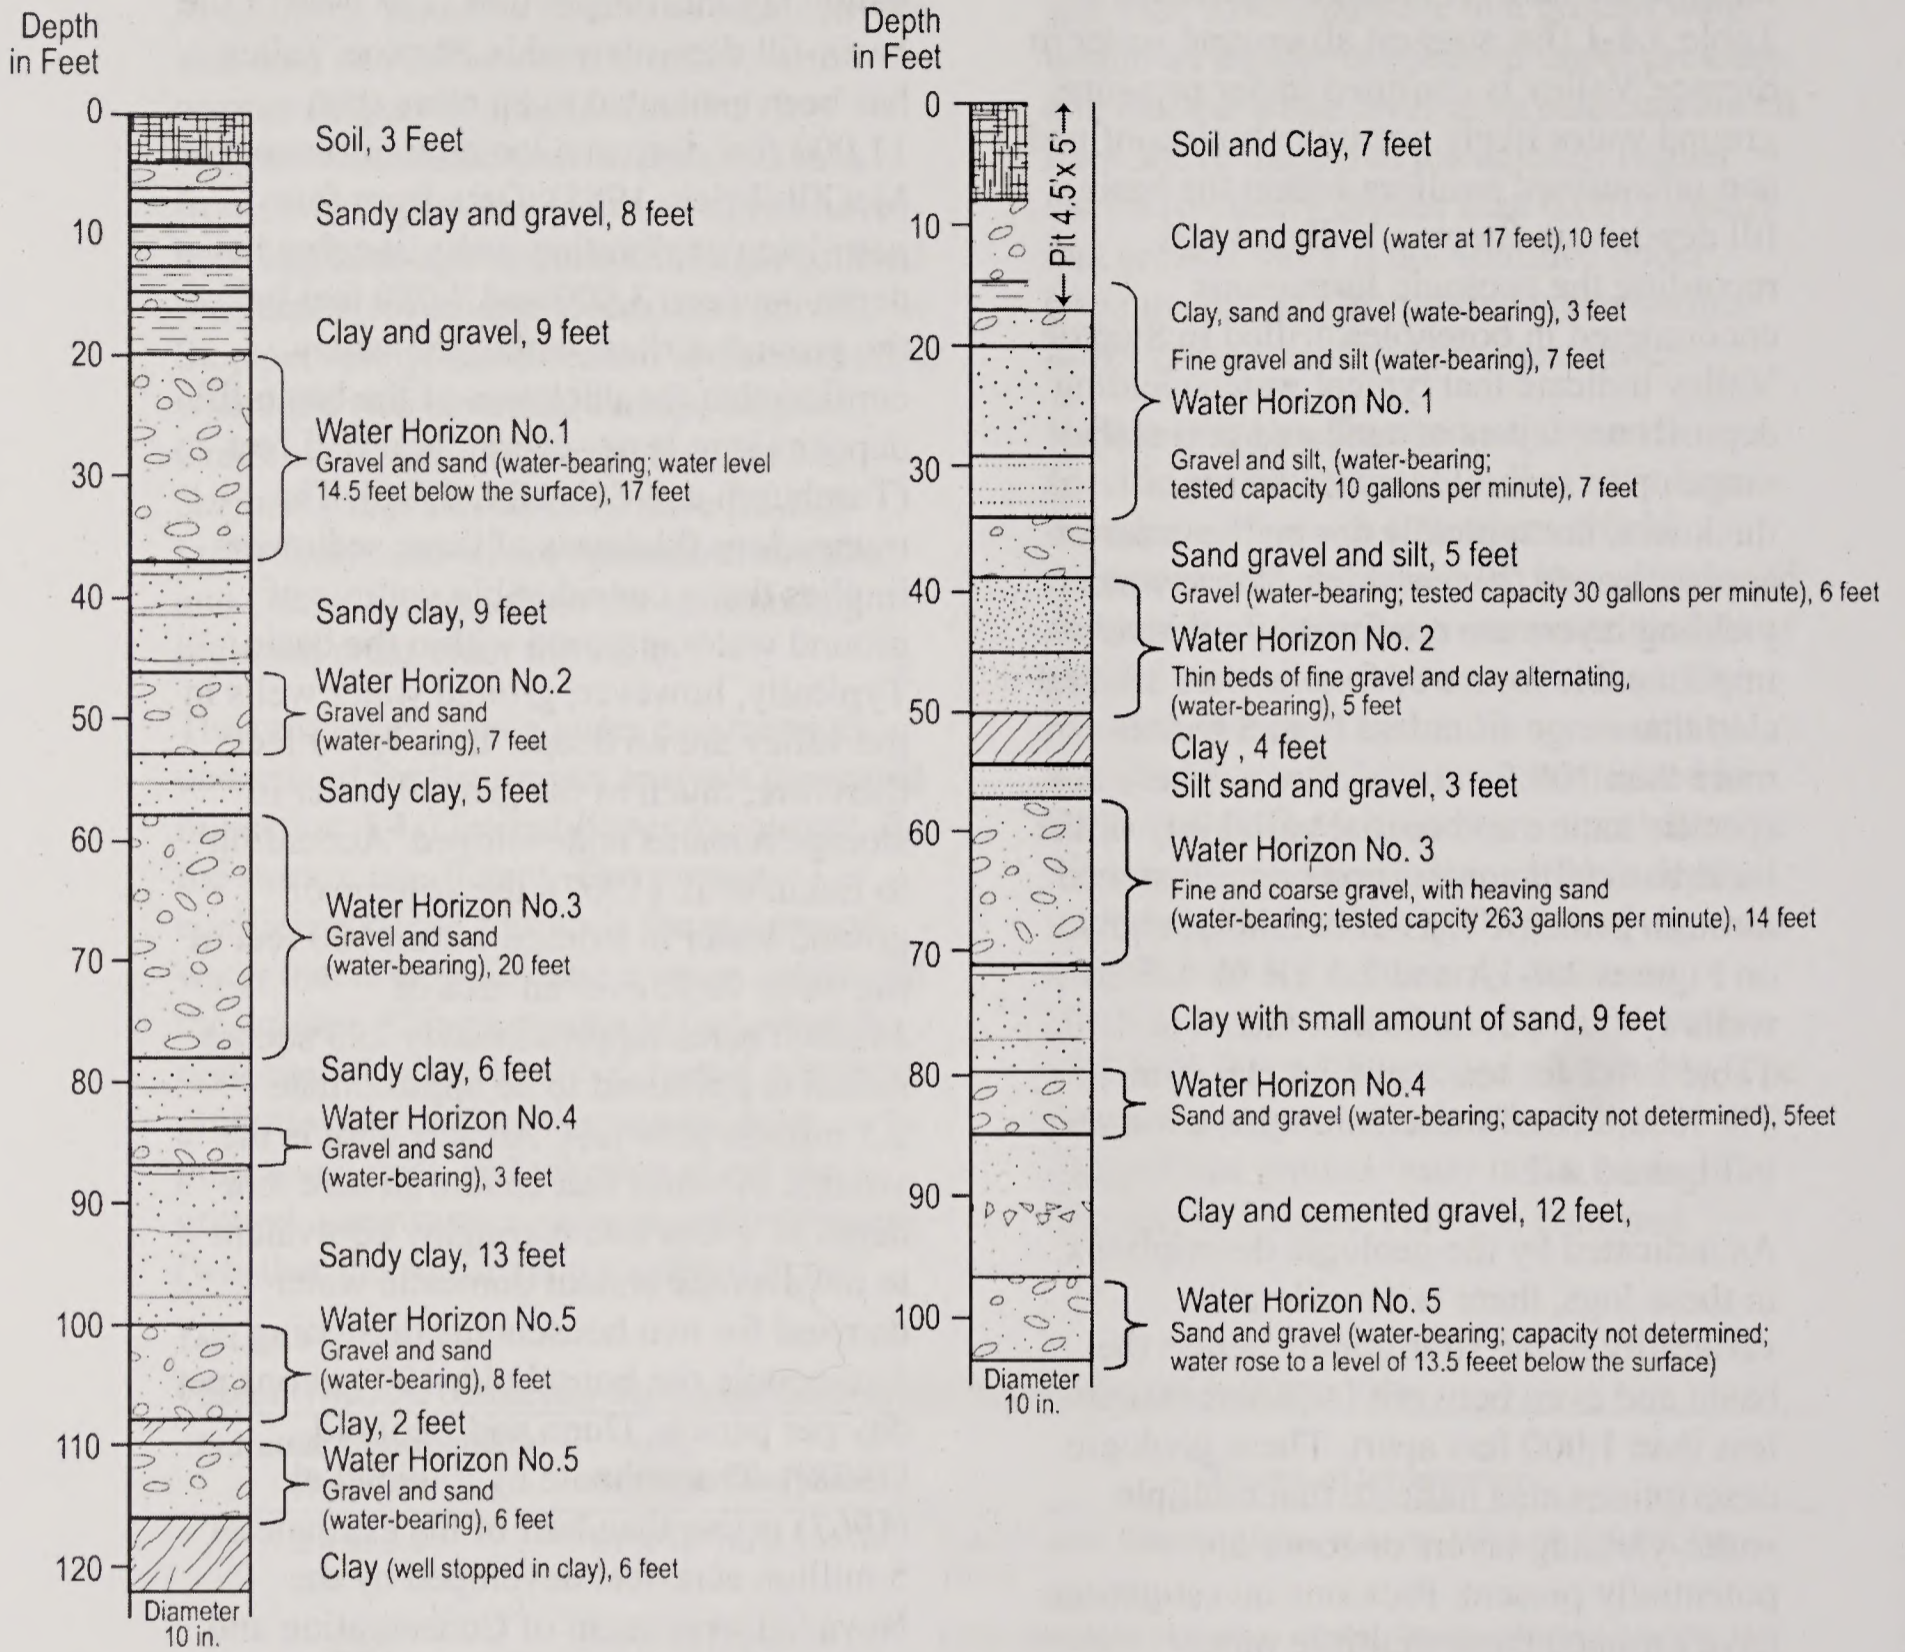 Depth
in Feet
0
10
20
30
40
50
60
70
80
90
100
110
120
Soil, 3 Feet
Sandy clay and gravel, 8 feet
Clay and gravel, 9 feet
Water Horizon No.1
Gravel and sand (water-bearing; water level
14.5 feet below the surface), 17 feet
Sandy clay, 9 feet
Water Horizon No.2
Gravel and sand
(water-bearing), 7 feet
Sandy clay, 5 feet
Water Horizon No.3
Gravel and sand
(water-bearing), 20 feet
Sandy clay, 6 feet
Water Horizon No.4
Gravel and sand
(water-bearing), 3 feet
Sandy clay, 13 feet
Water Horizon No.5
Gravel and sand
(water-bearing), 8 feet
Clay, 2 feet
Water Horizon No.5
Gravel and sand
(water-bearing), 6 feet
Clay (well stopped in clay), 6 feet
Diameter
10 in.
Depth
in Feet
0
10
20
30
40
50
60
70
80
90
100
Pit 4.5'x 5'
Soil and Clay, 7 feet
Clay and gravel (water at 17 feet),10 feet
Clay, sand and gravel (wate-bearing), 3 feet
Fine gravel and silt (water-bearing), 7 feet
Water Horizon No. 1
Gravel and silt, (water-bearing;
tested capacity 10 gallons per minute), 7 feet
Sand gravel and silt, 5 feet
Gravel (water-bearing; tested capacity 30 gallons per minute), 6 feet
Water Horizon No. 2
Thin beds of fine gravel and clay alternating,
(water-bearing), 5 feet
Clay , 4 feet
Silt sand and gravel, 3 feet
Water Horizon No. 3
Fine and coarse gravel, with heaving sand
(water-bearing; tested capcity 263 gallons per minute), 14 feet
Clay with small amount of sand, 9 feet
Water Horizon No.4
Sand and gravel (water-bearing; capacity not determined), 5feet
Clay and cemented gravel, 12 feet,
Water Horizon No. 5
Sand and gravel (water-bearing; capacity not determined;
water rose to a level of 13.5 feeet below the surface)
Diameter
10 in.